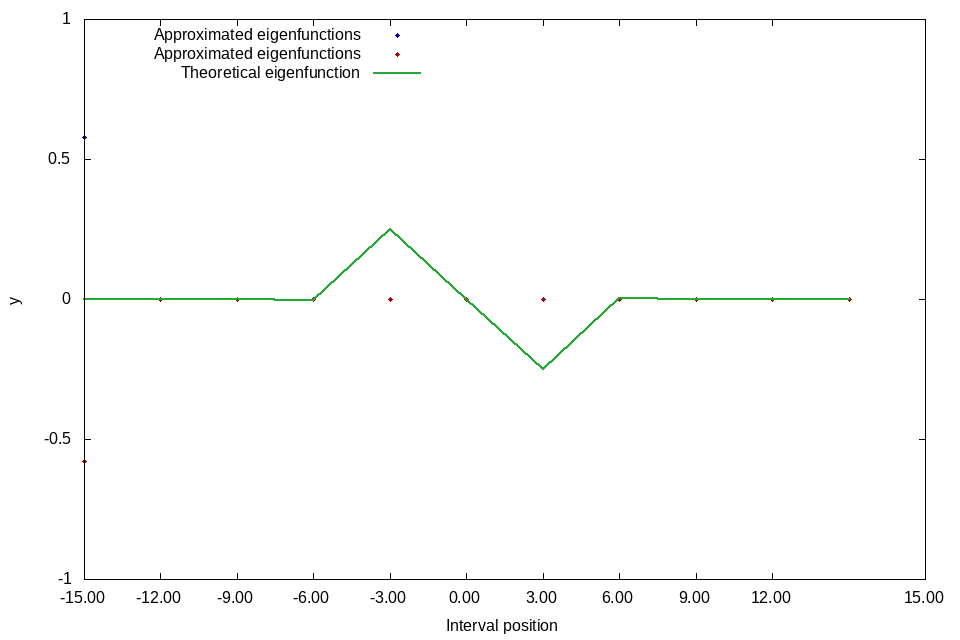 1
Approximated eigenfunctions
Approximated eigenfunctions
Theoretical eigenfunction
0.5
0
y
-0.5
-1
-15.00 -12.00 -9.00 -6.00 -3.00 0.00 3.00 6.00 9.00 12.00 15.00
Interval position